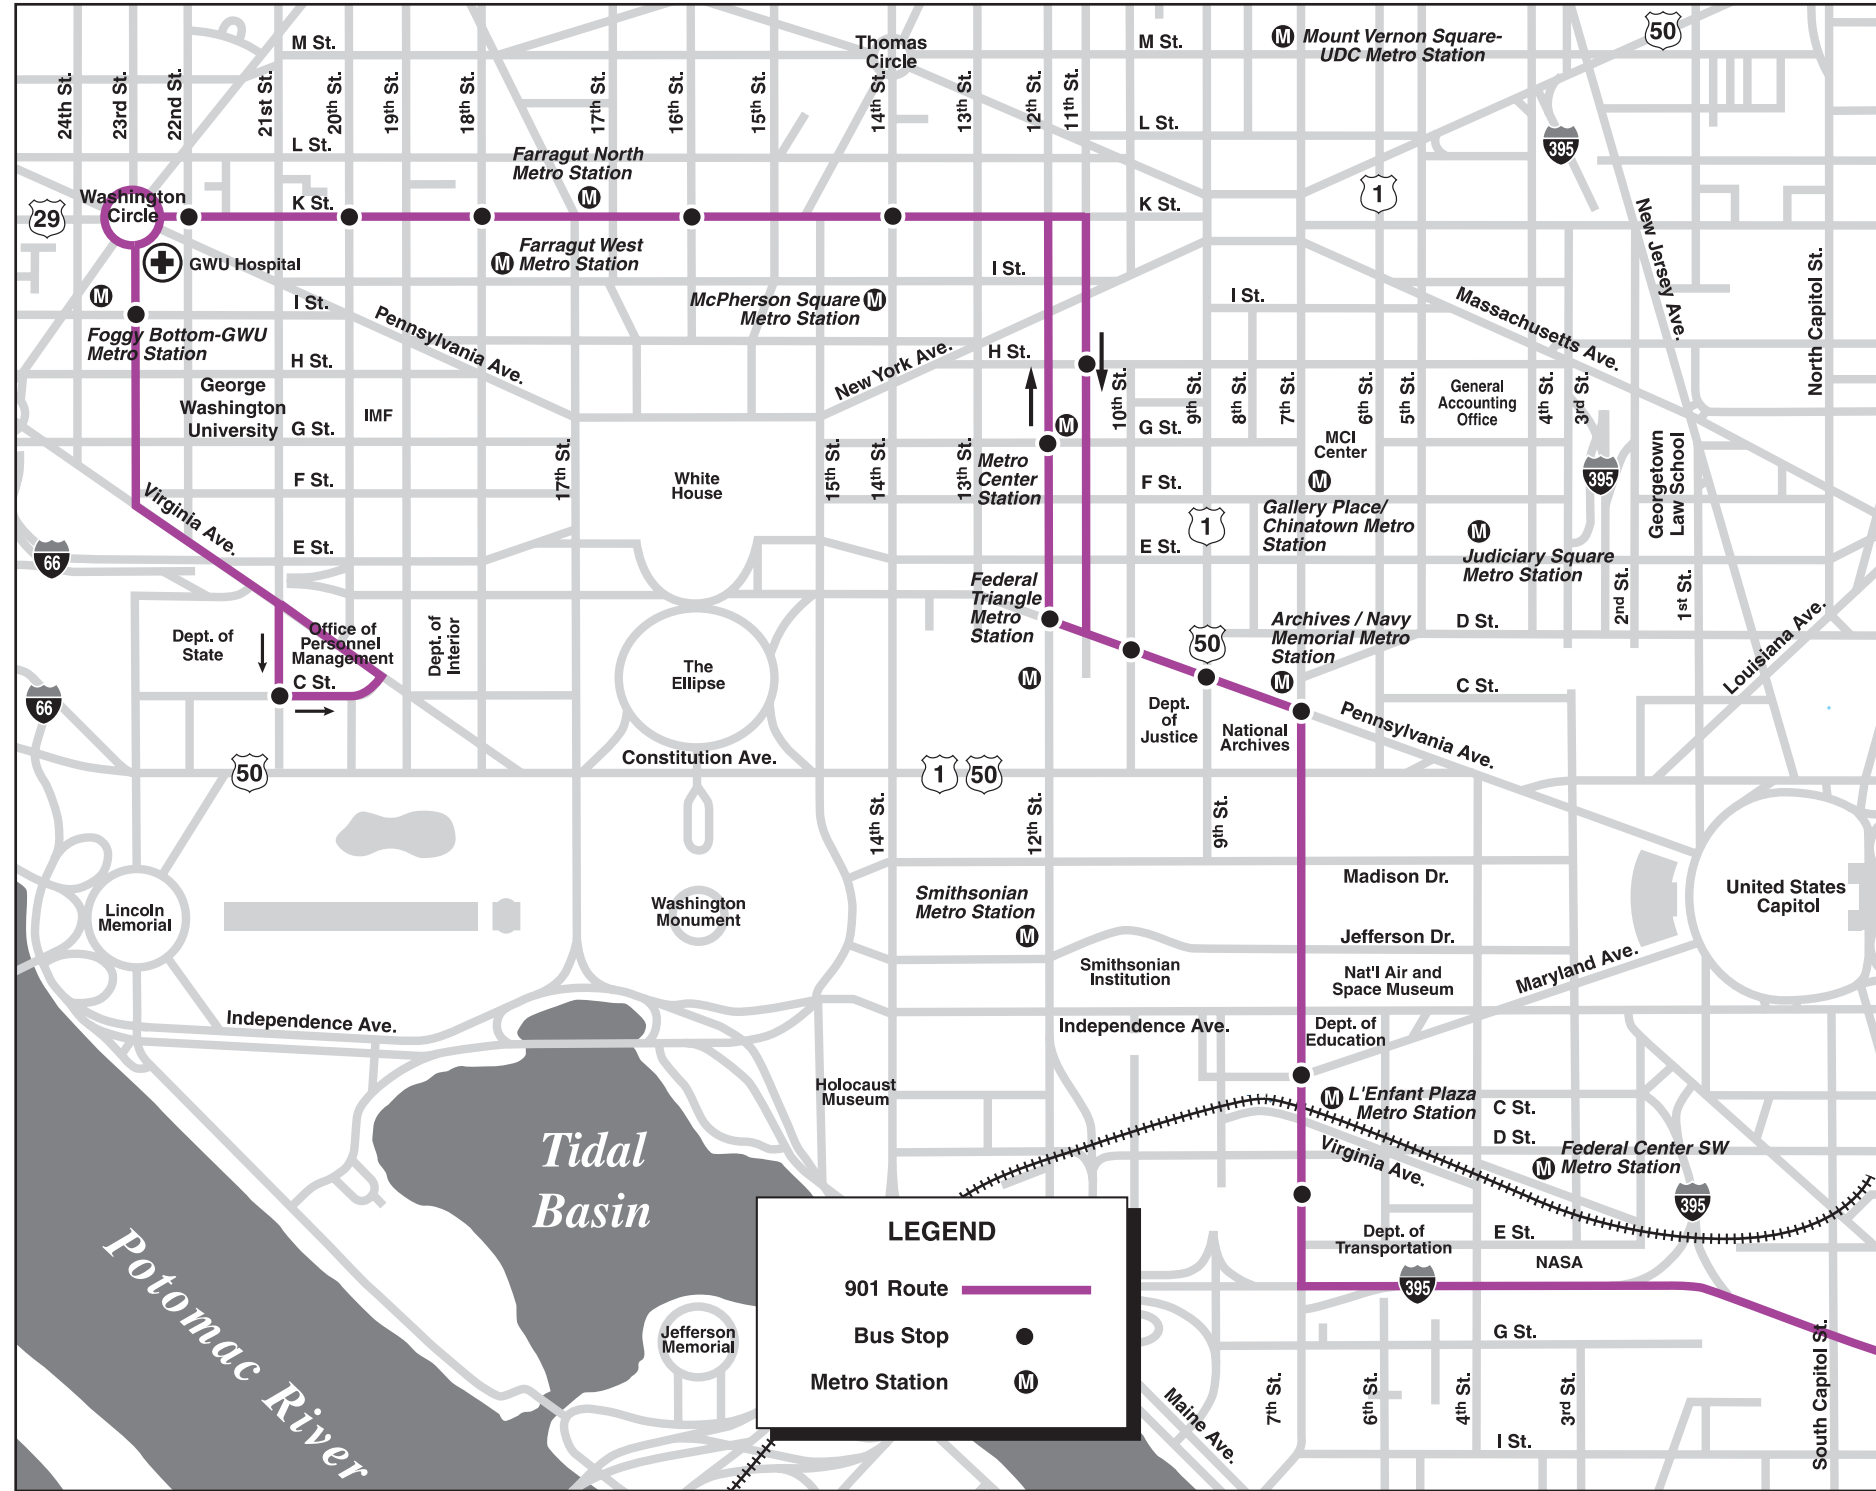 M St.
Thomas
Circle
M St.
Mount Vernon Square-
UDC Metro Station
50
24th St.
23rd St.
22nd St.
21st St.
20th St.
19th St.
18th St.
17th St.
16th St.
15th St.
14th St.
13th St.
12th St.
11th St.
L St.
L St.
395
Farragut North
Metro Station
M
Washington
Circle
29
K St.
K St.
1
New Jersey Ave.
North Capitol St.
GWU Hospital
Farragut West
Metro Station
M
I St.
M
I St.
Pennsylvania Ave.
McPherson Square
Metro Station
M
I St.
Massachusetts Ave.
Foggy Bottom-GWU
Metro Station
H St.
New York Ave.
H St.
George
Washington
University
IMF
G St.
M
10th St.
9th St.
8th St.
7th St.
6th St.
5th St.
General
Accounting
Office
4th St.
3rd St.
G St.
MCI
Center
M
17th St.
White
House
15th St.
14th St.
13th St.
Metro
Center
Station
F St.
F St.
395
Georgetown
Law School
Virginia Ave.
1
Gallery Place/
Chinatown Metro
Station
M
Judiciary Square
Metro Station
66
E St.
E St.
2nd St.
1st St.
Federal
Triangle
Metro
Station
M
Dept. of
State
Office of
Personnel
Management
Dept. of
Interior
The
Ellipse
50
Archives / Navy
Memorial Metro
Station
M
D St.
Louisiana Ave.
66
C St.
C St.
Dept.
of
Justice
National
Archives
Pennsylvania Ave.
50
Constitution Ave.
1
50
14th St.
12th St.
9th St.
Madison Dr.
Lincoln
Memorial
Washington
Monument
Smithsonian
Metro Station
M
United States
Capitol
Jefferson Dr.
Smithsonian
Institution
Nat'l Air and
Space Museum
Maryland Ave.
Independence Ave.
Independence Ave.
Dept. of
Education
Holocaust
Museum
M
L'Enfant Plaza
Metro Station
C St.
D St.
Tidal
Basin
Virginia Ave.
M
Federal Center SW
Metro Station
395
LEGEND
901 Route
Bus Stop
Metro Station
M
Dept. of
Transportation
E St.
NASA
395
Potomac River
Jefferson
Memorial
G St.
Maine Ave.
7th St.
6th St.
4th St.
3rd St.
South Capitol St.
I St.